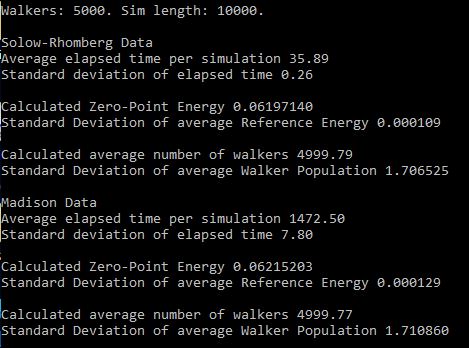 Walkers: 5000. Sim length: 10000.
Solow-Rhomberg Data
Average elapsed time per simulation 35.89
Standard deviation of elapsed time 0.26
Calculated Zero-Point Energy 0.06197140
Standard Deviation of average Reference Energy 0.000109
Calculated average number of walkers 4999.79
Standard Deviation of average Walker Population 1.706525
Madison Data
Average elapsed time per simulation 1472.50
Standard deviation of elapsed time 7.80
Calculated Zero-Point Energy 0.06215203
Standard Deviation of average Reference Energy 0.000129
Calculated average number of walkers 4999.77
Standard Deviation of average Walker Population 1.710860